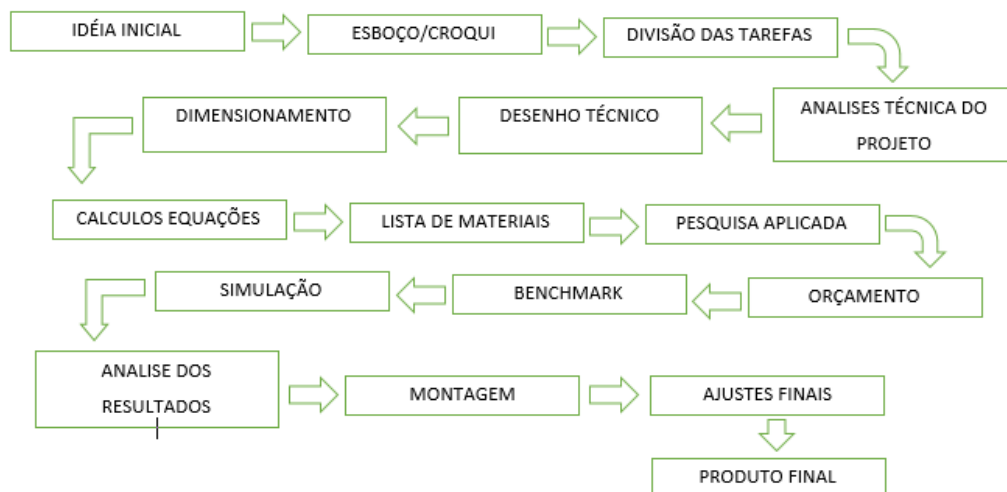 IDÉIA INICIAL
ESBOÇO/CROQUI
DIVISÃO DAS TAREFAS
ANALISES TÉCNICA DO
PROJETO
DESENHO TÉCNICO
DIMENSIONAMENTO
CALCULOS EQUAÇÕES
LISTA DE MATERIAIS
PESQUISA APLICADA
ORÇAMENTO
BENCHMARK
SIMULAÇÃO
ANALISE DOS
RESULTADOS
MONTAGEM
AJUSTES FINAIS
PRODUTO FINAL